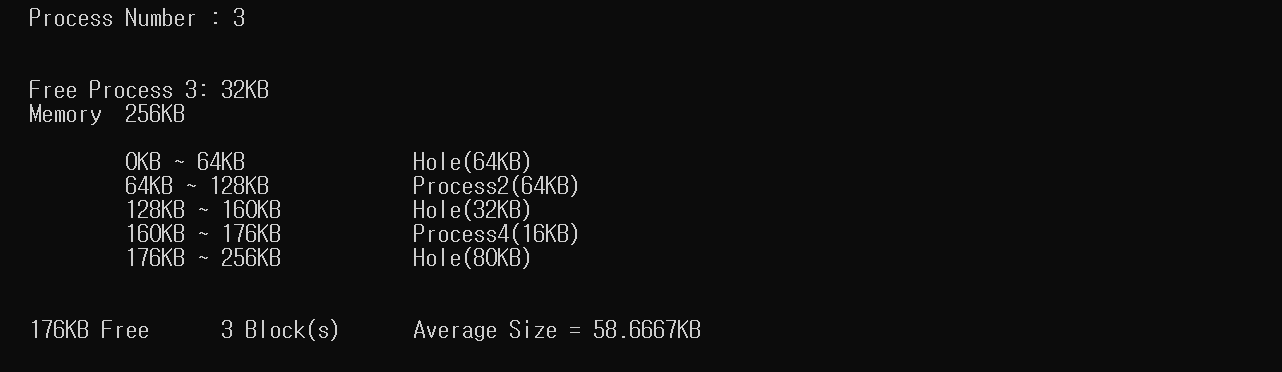 Process Number : 3
Free Process 3: 32KB
Memory  256KB
0KB ~ 64KB Hole(64KB)
64KB ~ 128KB Process2(64KB)
128KB ~ 160KB Hole(32KB)
160KB ~ 176KB Process4(16KB)
176KB ~ 256KB Hole(80KB)
176KB Free 3 Block(s) Average Size = 58.6667KB